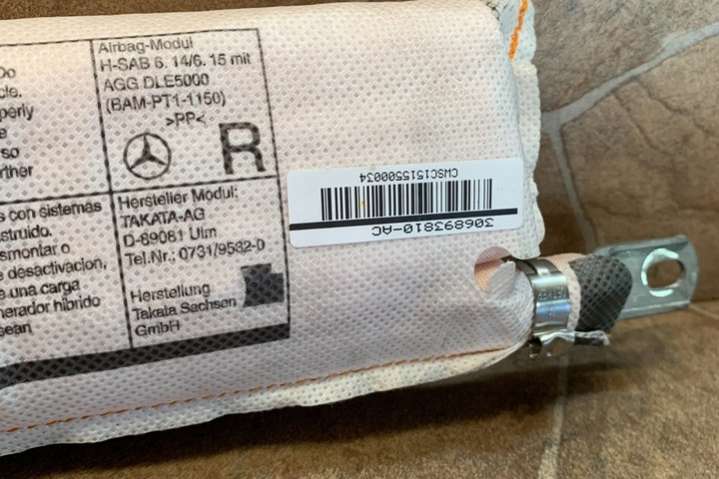 Airbag-Modul
H-SAB 6. 14/6. 15 mit
AGG DLE5000
(BAM-PT1-1150)
>PP<
R
Do
cle.
perly
e
so
rther
Hersteller Modul:
TAKATA-AG
D-89081 Ulm
Tel.Nr.: 0731/9532-0
Herstellung
Takata Sachsen
GmbH
s con sistemas
struido.
smontar o
desactivacion,
e una carga
nerador hibrido
sean
306893810-AC
CWSC1515500034